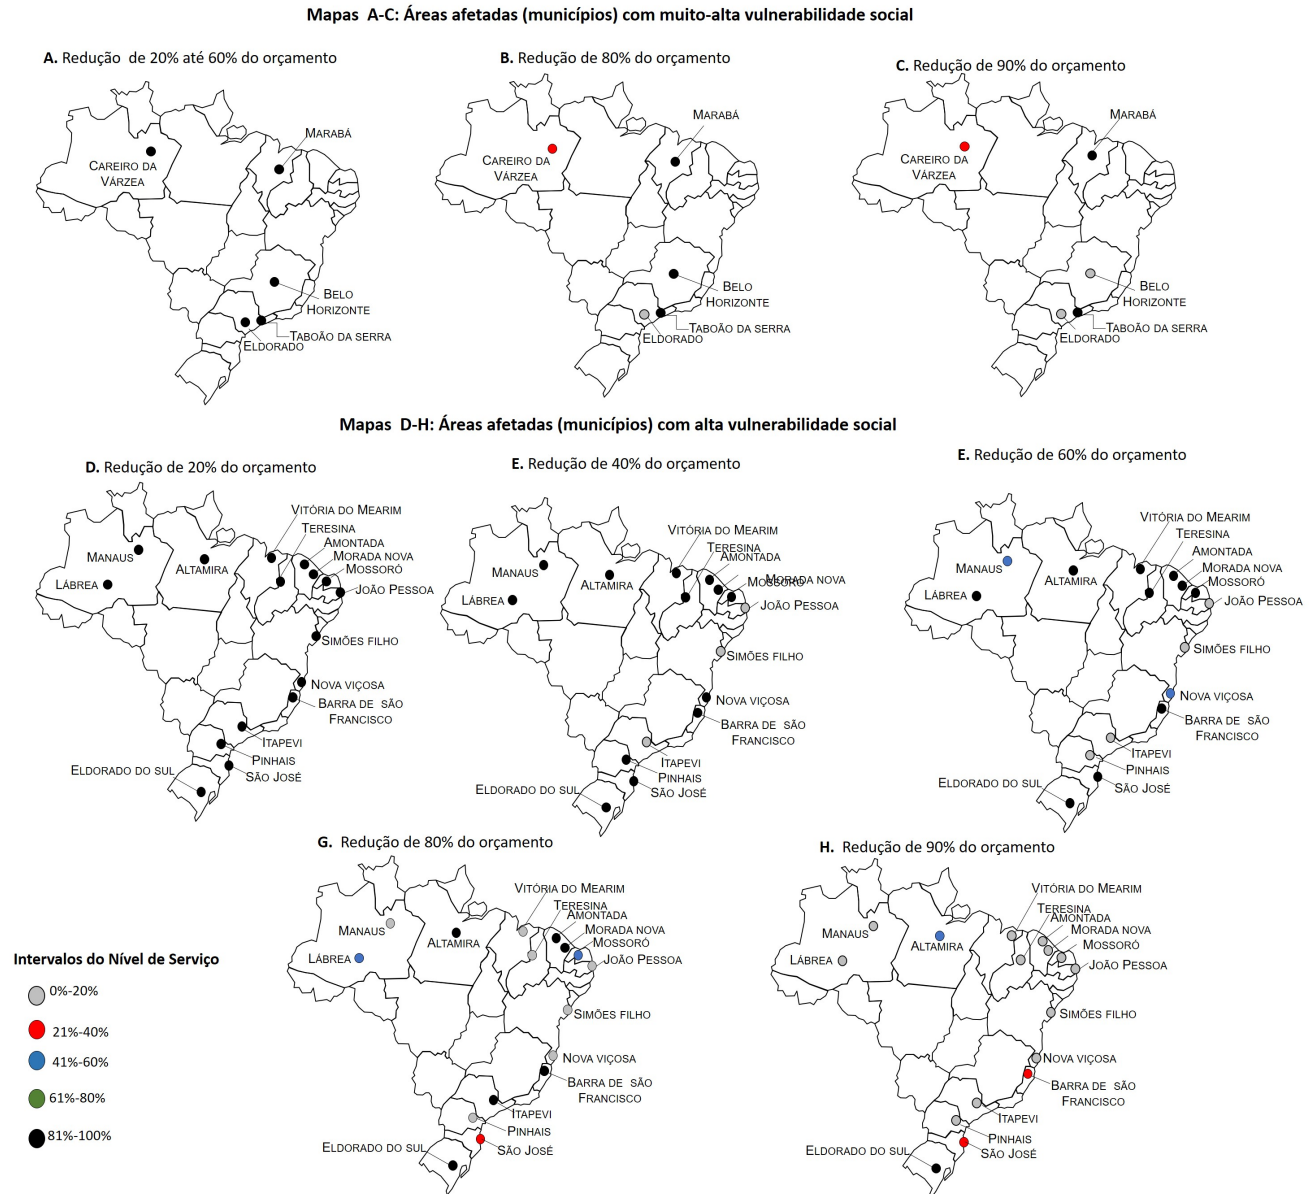 Mapas A-C: Áreas afetadas (municípios) com muito-alta vulnerabilidade social
A. Redução de 20% até 60% do orçamento
MARABÁ
CAREIRO DA
VÁRZEA
BELO
HORIZONTE
TABOÃO DA SERRA
ELDORADO
B. Redução de 80% do orçamento
MARABÁ
CAREIRO DA
VÁRZEA
BELO
HORIZONTE
TABOÃO DA SERRA
ELDORADO
C. Redução de 90% do orçamento
MARABÁ
CAREIRO DA
VÁRZEA
BELO
HORIZONTE
TABOÃO DA SERRA
ELDORADO
Mapas D-H: Áreas afetadas (municípios) com alta vulnerabilidade social
D. Redução de 20% do orçamento
VITÓRIA DO MEARIM
TERESINA
AMONTADA
MORADA NOVA
MOSSORÓ
JOÃO PESSOA
MANAUS
ALTAMIRA
LÁBREA
SIMÕES FILHO
NOVA VIÇOSA
BARRA DE SÃO
FRANCISCO
ITAPEVI
PINHAIS
SÃO JOSÉ
ELDORADO DO SUL
E. Redução de 40% do orçamento
VITÓRIA DO MEARIM
TERESINA
AMONTADA
MORADA NOVA
MOSSORÓ
JOÃO PESSOA
MANAUS
ALTAMIRA
LÁBREA
SIMÕES FILHO
NOVA VIÇOSA
BARRA DE SÃO
FRANCISCO
ITAPEVI
PINHAIS
SÃO JOSÉ
ELDORADO DO SUL
E. Redução de 60% do orçamento
VITÓRIA DO MEARIM
TERESINA
AMONTADA
MORADA NOVA
MOSSORÓ
JOÃO PESSOA
MANAUS
ALTAMIRA
LÁBREA
SIMÕES FILHO
NOVA VIÇOSA
BARRA DE SÃO
FRANCISCO
ITAPEVI
PINHAIS
SÃO JOSÉ
ELDORADO DO SUL
G. Redução de 80% do orçamento
VITÓRIA DO MEARIM
TERESINA
AMONTADA
MORADA NOVA
MOSSORÓ
JOÃO PESSOA
MANAUS
ALTAMIRA
LÁBREA
SIMÕES FILHO
NOVA VIÇOSA
BARRA DE SÃO
FRANCISCO
ITAPEVI
PINHAIS
SÃO JOSÉ
ELDORADO DO SUL
H. Redução de 90% do orçamento
VITÓRIA DO MEARIM
TERESINA
AMONTADA
MORADA NOVA
MOSSORÓ
JOÃO PESSOA
MANAUS
ALTAMIRA
LÁBREA
SIMÕES FILHO
NOVA VIÇOSA
BARRA DE SÃO
FRANCISCO
ITAPEVI
PINHAIS
SÃO JOSÉ
ELDORADO DO SUL
Intervalos do Nível de Serviço
0%-20%
21%-40%
41%-60%
61%-80%
81%-100%